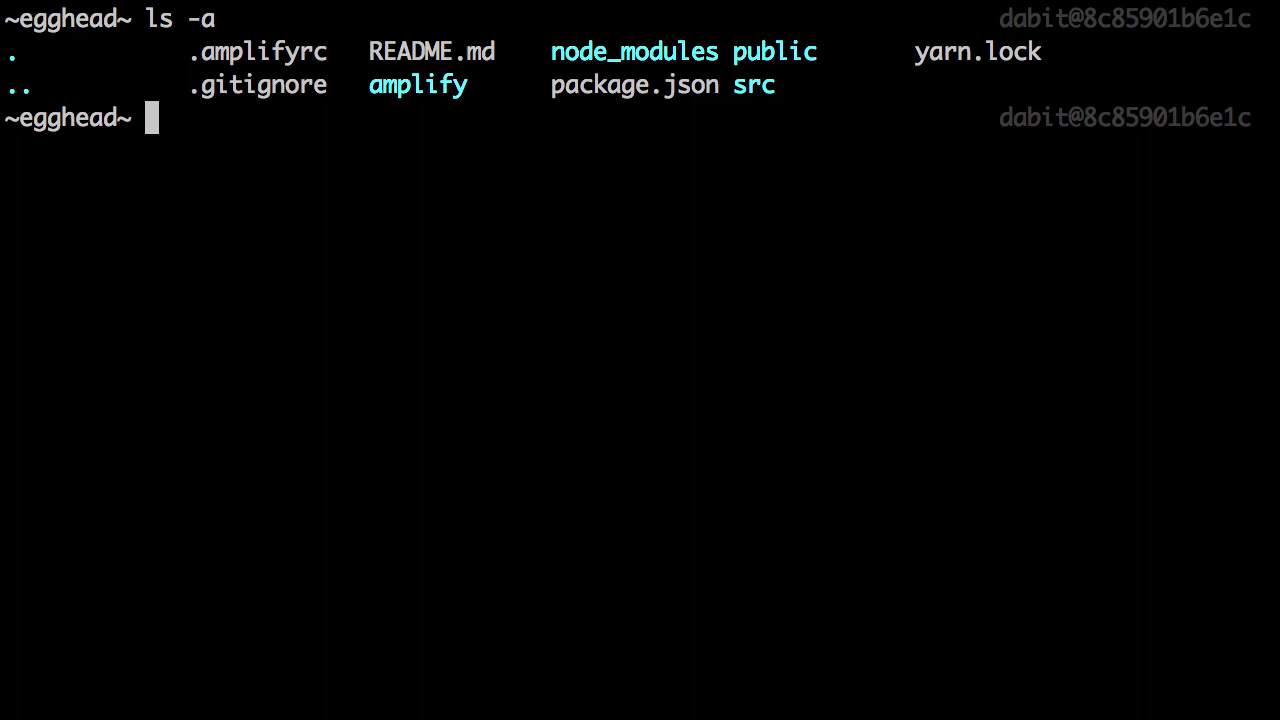 ~egghead~ ls -a dabit@8c85901b6e1c
. .amplifyrc README.md node_modules public yarn.lock
.. .gitignore amplify package.json src
~egghead~ dabit@8c85901b6e1c